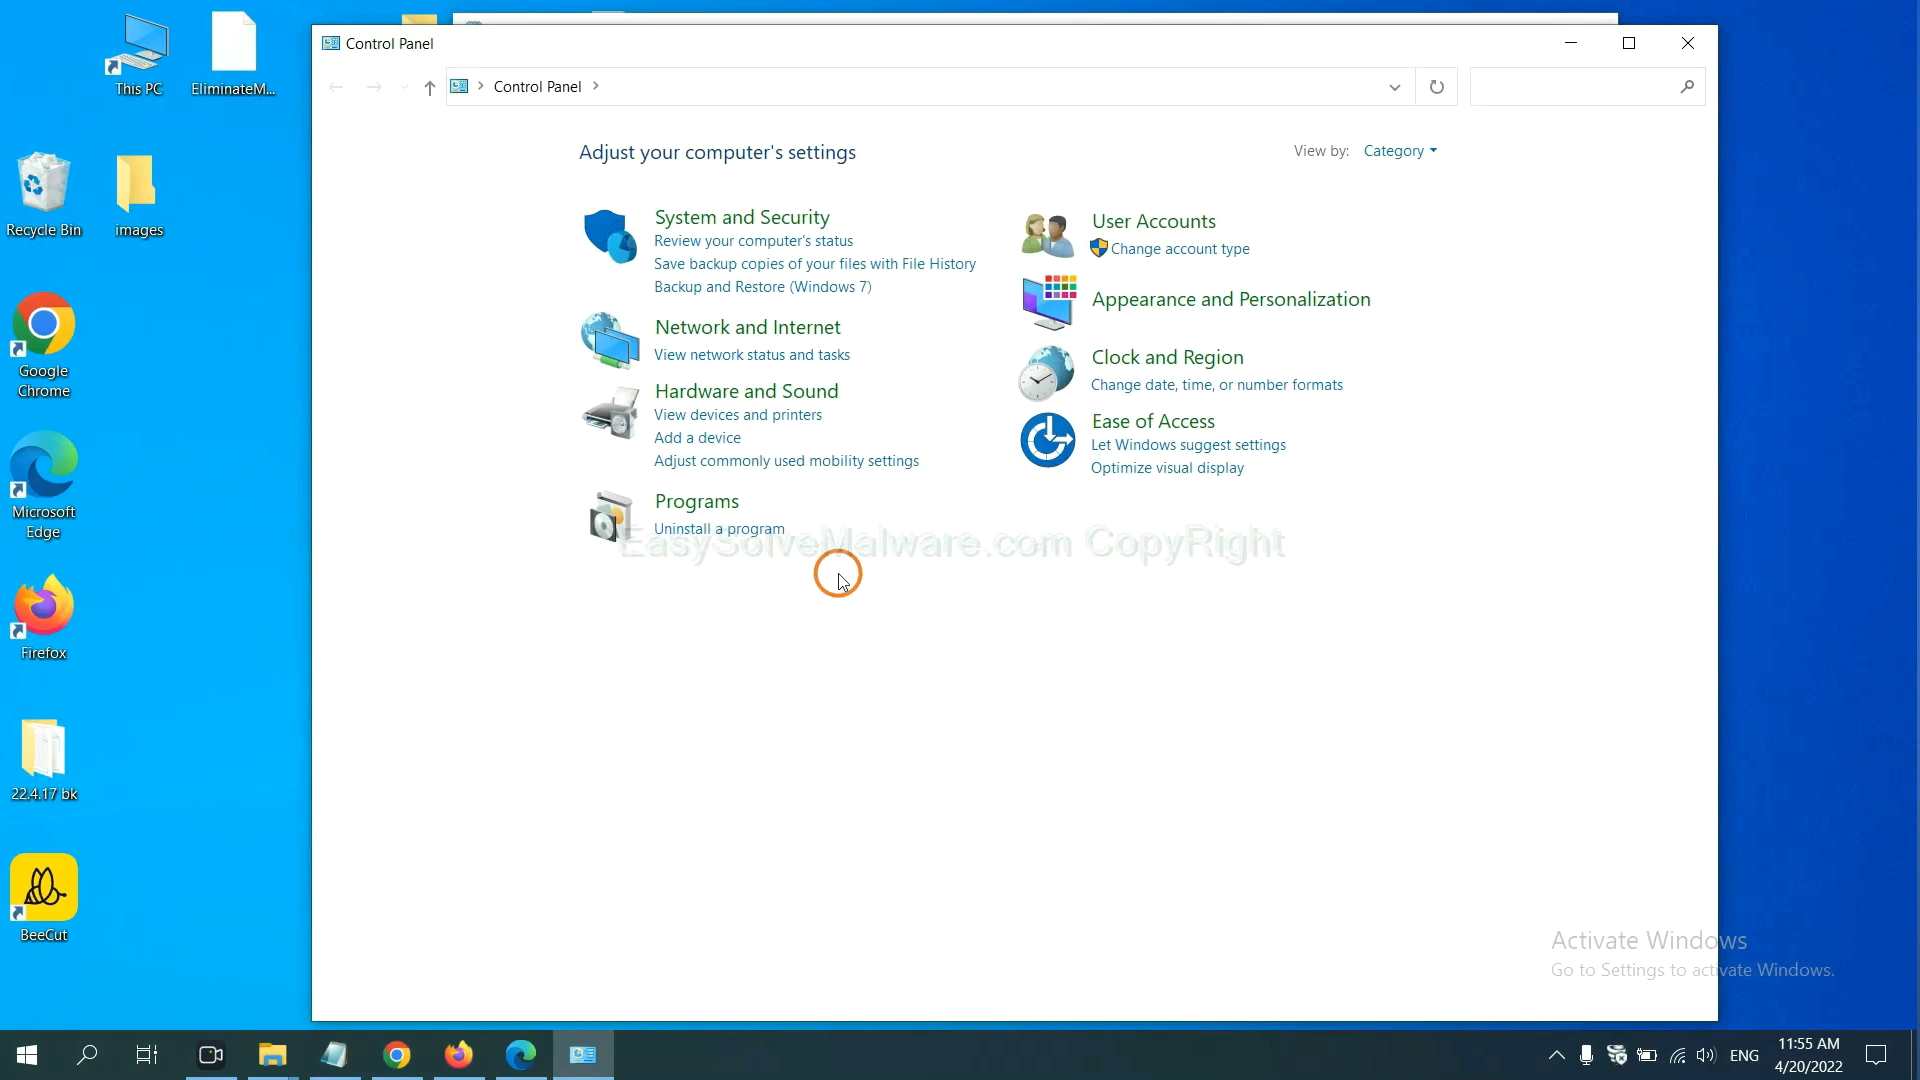 This PC
EliminateM...
Recycle Bin
images
Google
Chrome
Microsoft
Edge
Firefox
22.4.17 bk
BeeCut
Control Panel
Control Panel
Adjust your computer's settings
View by: Category
System and Security
Review your computer's status
Save backup copies of your files with File History
Backup and Restore (Windows 7)
Network and Internet
View network status and tasks
Hardware and Sound
View devices and printers
Add a device
Adjust commonly used mobility settings
Programs
Uninstall a program
User Accounts
Change account type
Appearance and Personalization
Clock and Region
Change date, time, or number formats
Ease of Access
Let Windows suggest settings
Optimize visual display
EasySolveMalware.com CopyRight
Activate Windows
Go to Settings to activate Windows.
ENG
11:55 AM
4/20/2022